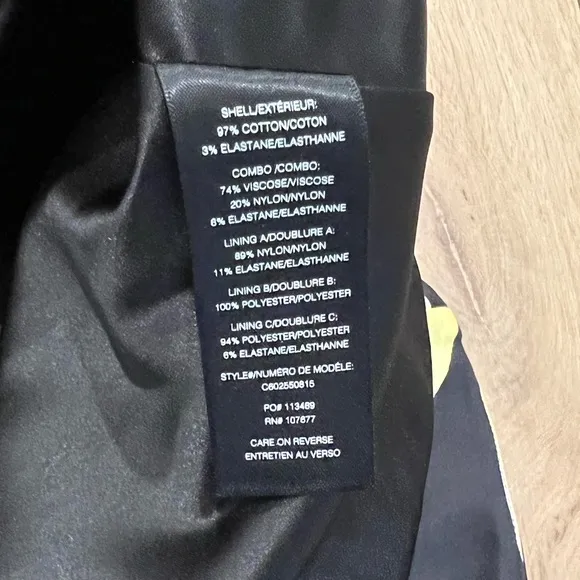 SHELL/EXTÉRIEUR:
97% COTTON/COTON
3% ELASTANE/ELASTHANNE
COMBO /COMBO:
74% VISCOSE/VISCOSE
20% NYLON/NYLON
6% ELASTANE/ELASTHANNE
LINING A/DOUBLURE A:
89% NYLON/NYLON
11% ELASTANE/ELASTHANNE
LINING B/DOUBLURE B:
100% POLYESTER/POLYESTER
LINING C/DOUBLURE C:
94% POLYESTER/POLYESTER
6% ELASTANE/ELASTHANNE
STYLE#/NUMÉRO DE MODÈLE:
C602550815
PO# 113489
RN# 107677
CARE ON REVERSE
ENTRETIEN AU VERSO